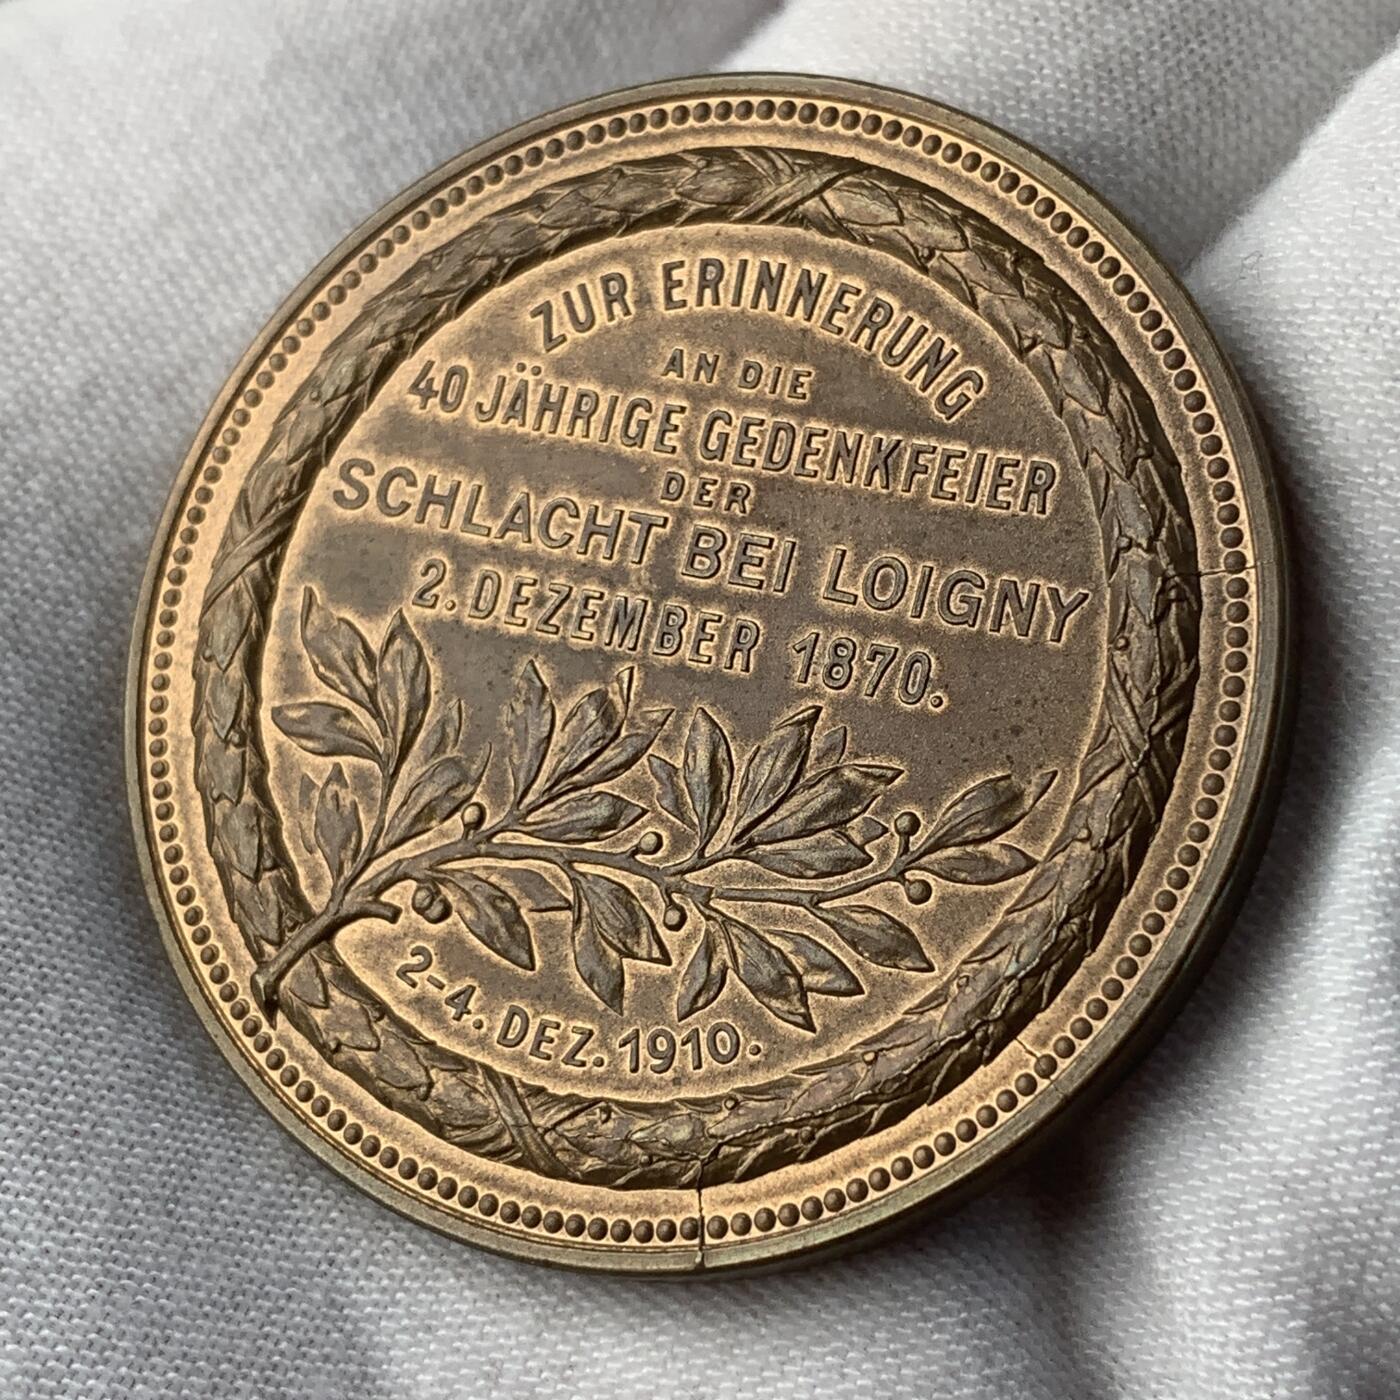 ZUR ERINNERUNG
AN DIE
40 JÄHRIGE GEDENKFEIER
DER
SCHLACHT BEI LOIGNY
2. DEZEMBER 1870.
2-4. DEZ. 1910.